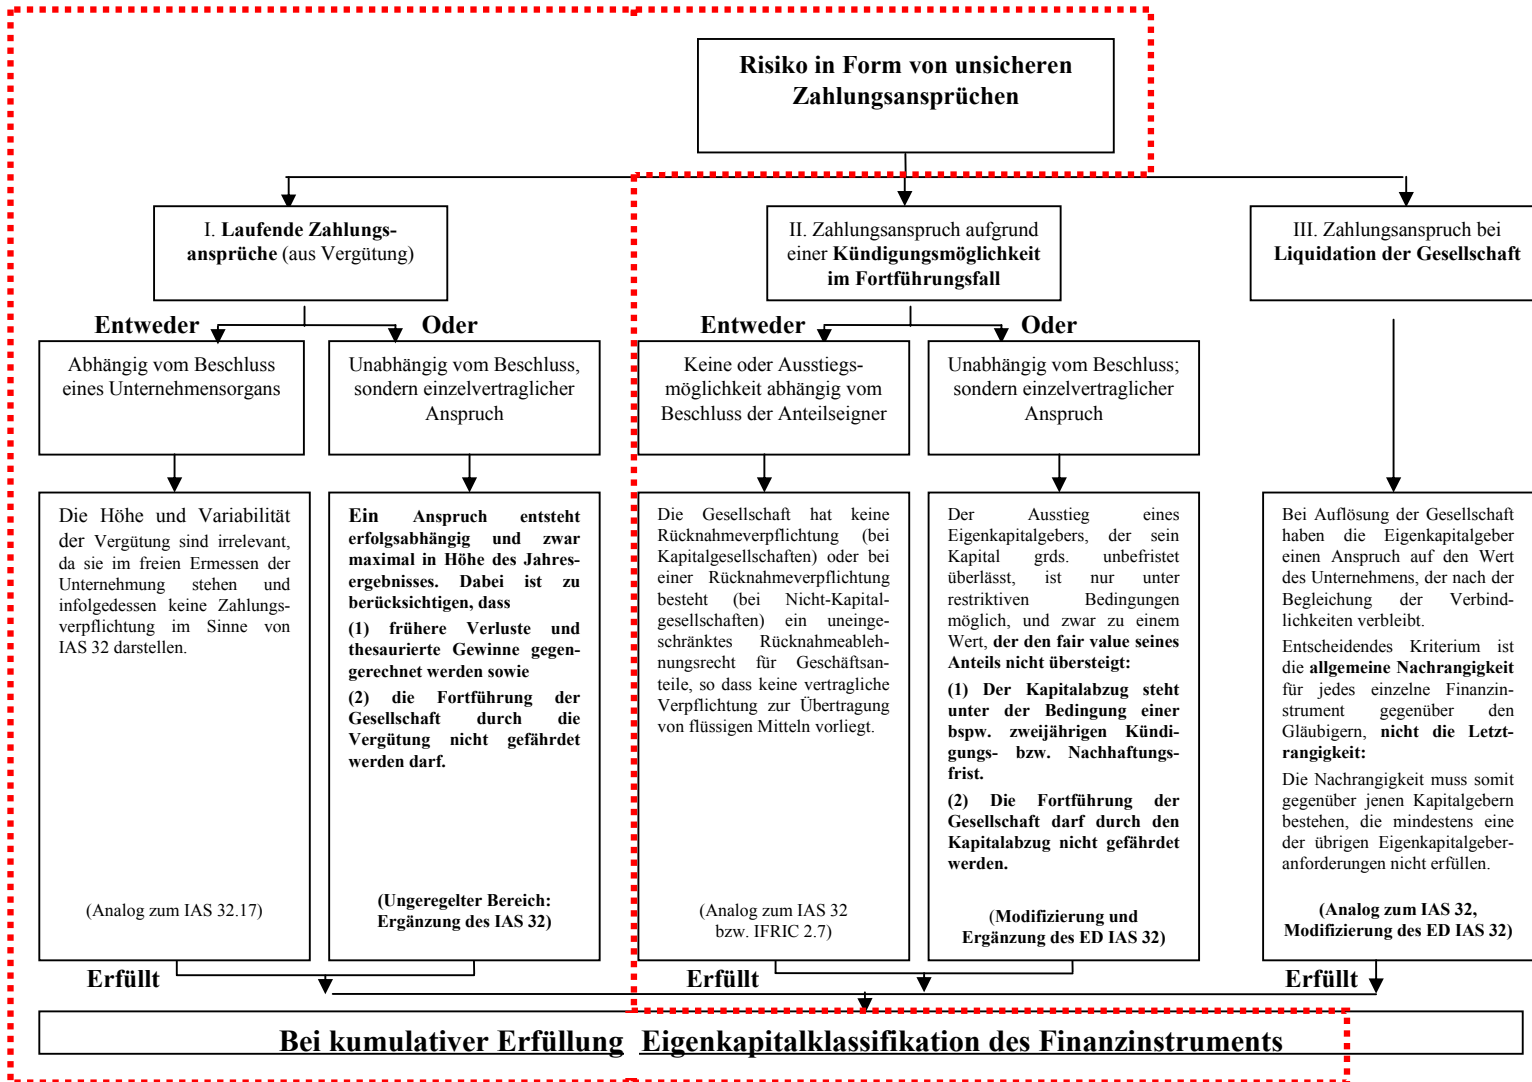 Risiko in Form von unsicheren
Zahlungsansprüchen
I. Laufende Zahlungs-
ansprüche (aus Vergütung)
II. Zahlungsanspruch aufgrund
einer Kündigungsmöglichkeit
im Fortführungsfall
III. Zahlungsanspruch bei
Liquidation der Gesellschaft
Entweder
Oder
Entweder
Oder
Abhängig vom Beschluss
eines Unternehmensorgans
Unabhängig vom Beschluss,
sondern einzelvertraglicher
Anspruch
Keine oder Ausstiegs-
möglichkeit abhängig vom
Beschluss der Anteilseigner
Unabhängig vom Beschluss;
sondern einzelvertraglicher
Anspruch
Die Höhe und Variabilität
der Vergütung sind irrelevant,
da sie im freien Ermessen der
Unternehmung stehen und
infolgedessen keine Zahlungs-
verpflichtung im Sinne von
IAS 32 darstellen.
(Analog zum IAS 32.17)
Ein Anspruch entsteht
erfolgsabhängig und zwar
maximal in Höhe des Jahres-
ergebnisses. Dabei ist zu
berücksichtigen, dass
(1) frühere Verluste und
thesaurierte Gewinne gegen-
gerechnet werden sowie
(2) die Fortführung der
Gesellschaft durch die
Vergütung nicht gefährdet
werden darf.
(Ungeregelter Bereich:
Ergänzung des IAS 32)
Die Gesellschaft hat keine
Rücknahmeverpflichtung (bei
Kapitalgesellschaften) oder bei
einer Rücknahmeverpflichtung
besteht (bei Nicht-Kapital-
gesellschaften) ein uneinge-
schränktes Rücknahmeableh-
nungsrecht für Geschäftsan-
teile, so dass keine vertragliche
Verpflichtung zur Übertragung
von flüssigen Mitteln vorliegt.
(Analog zum IAS 32
bzw. IFRIC 2.7)
Der Ausstieg eines
Eigenkapitalgebers, der sein
Kapital grds. unbefristet
überlässt, ist nur unter
restriktiven Bedingungen
möglich, und zwar zu einem
Wert, der den fair value seines
Anteils nicht übersteigt:
(1) Der Kapitalabzug steht
unter der Bedingung einer
bspw. zweijährigen Kündi-
gungs- bzw. Nachhaftungs-
frist.
(2) Die Fortführung der
Gesellschaft darf durch den
Kapitalabzug nicht gefährdet
werden.
(Modifizierung und
Ergänzung des ED IAS 32)
Bei Auflösung der Gesellschaft
haben die Eigenkapitalgeber
einen Anspruch auf den Wert
des Unternehmens, der nach der
Begleichung der Verbind-
lichkeiten verbleibt.
Entscheidendes Kriterium ist
die allgemeine Nachrangigkeit
für jedes einzelne Finanzin-
strument gegenüber den
Gläubigern, nicht die Letzt-
rangigkeit:
Die Nachrangigkeit muss somit
gegenüber jenen Kapitalgebern
bestehen, die mindestens eine
der übrigen Eigenkapitalgeber-
anforderungen nicht erfüllen.
(Analog zum IAS 32,
Modifizierung des ED IAS 32)
Erfüllt
Erfüllt
Erfüllt
Bei kumulativer Erfüllung Eigenkapitalklassifikation des Finanzinstruments